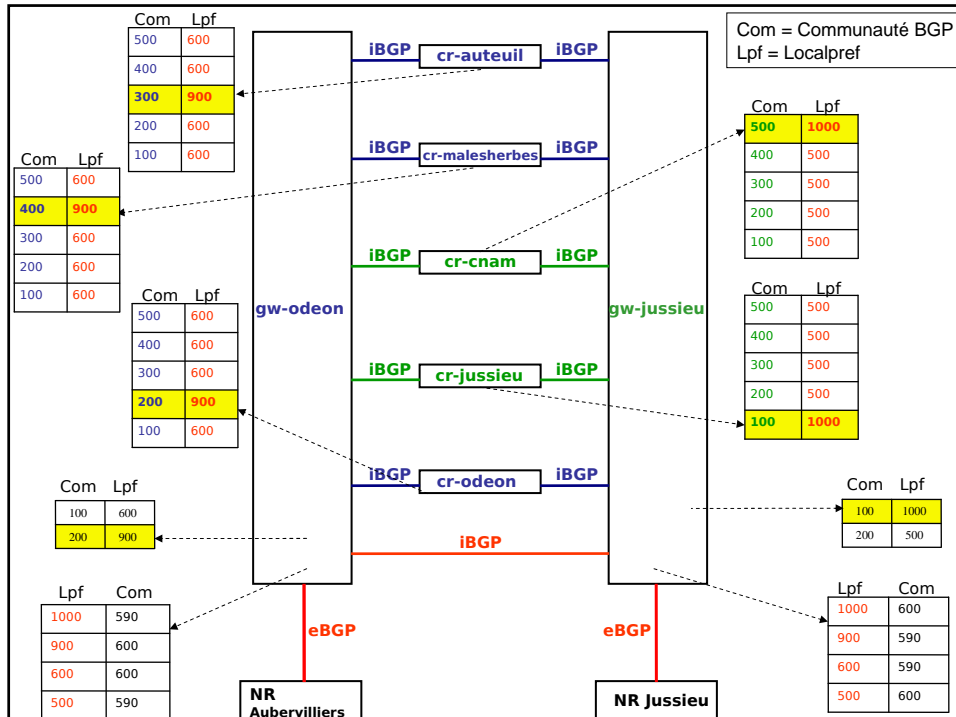 Com Lpf
500 600
400 600
300 900
200 600
100 600
Com = Communauté BGP
Lpf = Localpref
iBGP cr-auteuil iBGP
iBGP cr-malesherbes iBGP
Com Lpf
500 600
400 900
300 600
200 600
100 600
Com Lpf
500 1000
400 500
300 500
200 500
100 500
iBGP cr-cnam iBGP
gw-odeon
gw-jussieu
Com Lpf
500 600
400 600
300 600
200 900
100 600
Com Lpf
500 500
400 500
300 500
200 500
100 1000
iBGP cr-jussieu iBGP
iBGP cr-odeon iBGP
Com Lpf
100 600
200 900
Com Lpf
100 1000
200 500
iBGP
Lpf Com
1000 590
900 600
600 600
500 590
Lpf Com
1000 600
900 590
600 590
500 600
eBGP
eBGP
NR
Aubervilliers
NR Jussieu